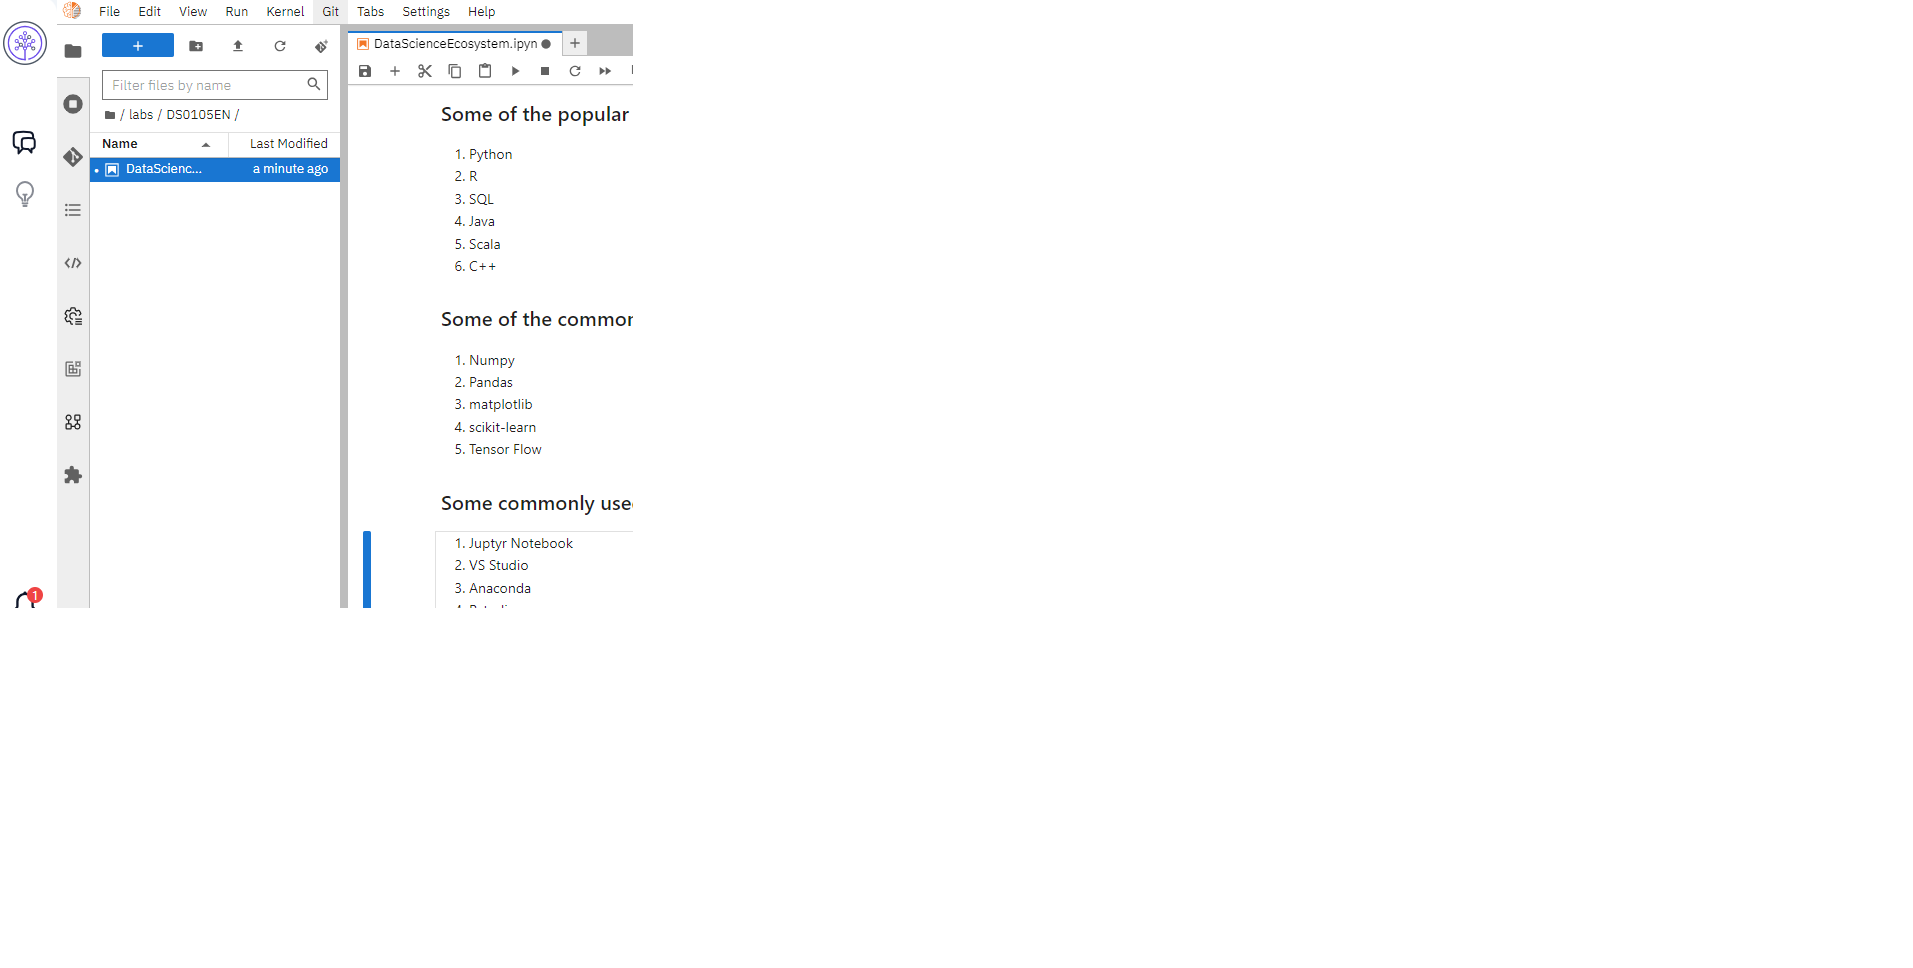 File Edit View Run Kernel Git Tabs Settings Help
DataScienceEcosystem.ipyn
Filter files by name
/ labs / DS0105EN /
Name Last Modified
DataScienc... a minute ago
Some of the popular
1. Python
2. R
3. SQL
4. Java
5. Scala
6. C++
Some of the common
1. Numpy
2. Pandas
3. matplotlib
4. scikit-learn
5. Tensor Flow
Some commonly use
1. Juptyr Notebook
2. VS Studio
3. Anaconda
1